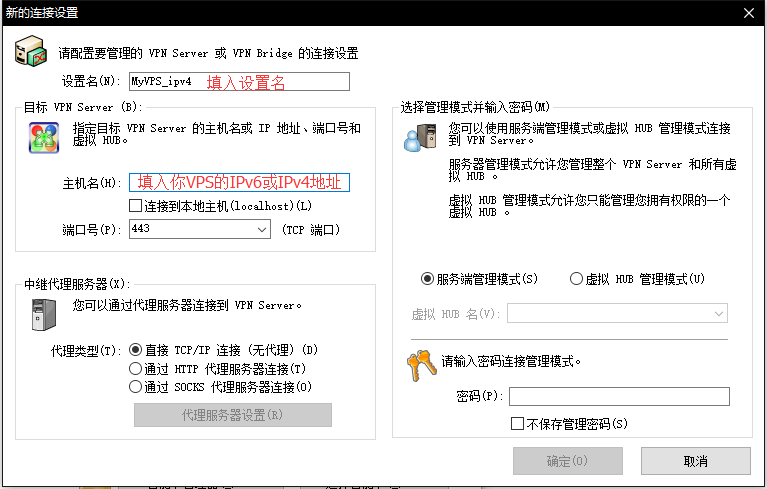 新的连接设置
请配置要管理的 VPN Server 或 VPN Bridge 的连接设置
设置名(N): MyVPS_ipv4 填入设置名
目标 VPN Server (B):
指定目标 VPN Server 的主机名或 IP 地址、端口号和
虚拟 HUB。
主机名(H): 填入你VPS的IPv6或IPv4地址
连接到本地主机(localhost)(L)
端口号(P): 443 (TCP 端口)
中继代理服务器(X):
您可以通过代理服务器连接到 VPN Server。
代理类型(T): 直接 TCP/IP 连接 (无代理) (D)
通过 HTTP 代理服务器连接(T)
通过 SOCKS 代理服务器连接(O)
代理服务器设置(R)
选择管理模式并输入密码(M)
您可以使用服务端管理模式或虚拟 HUB 管理模式连接
到 VPN Server。
服务器管理模式允许您管理整个 VPN Server 和所有虚
拟 HUB 。
虚拟 HUB 管理模式允许您只能管理您拥有权限的一个
虚拟 HUB 。
服务端管理模式(S) 虚拟 HUB 管理模式(U)
虚拟 HUB 名(V):
请输入密码连接管理模式。
密码(P):
不保存管理密码(S)
确定(O) 取消